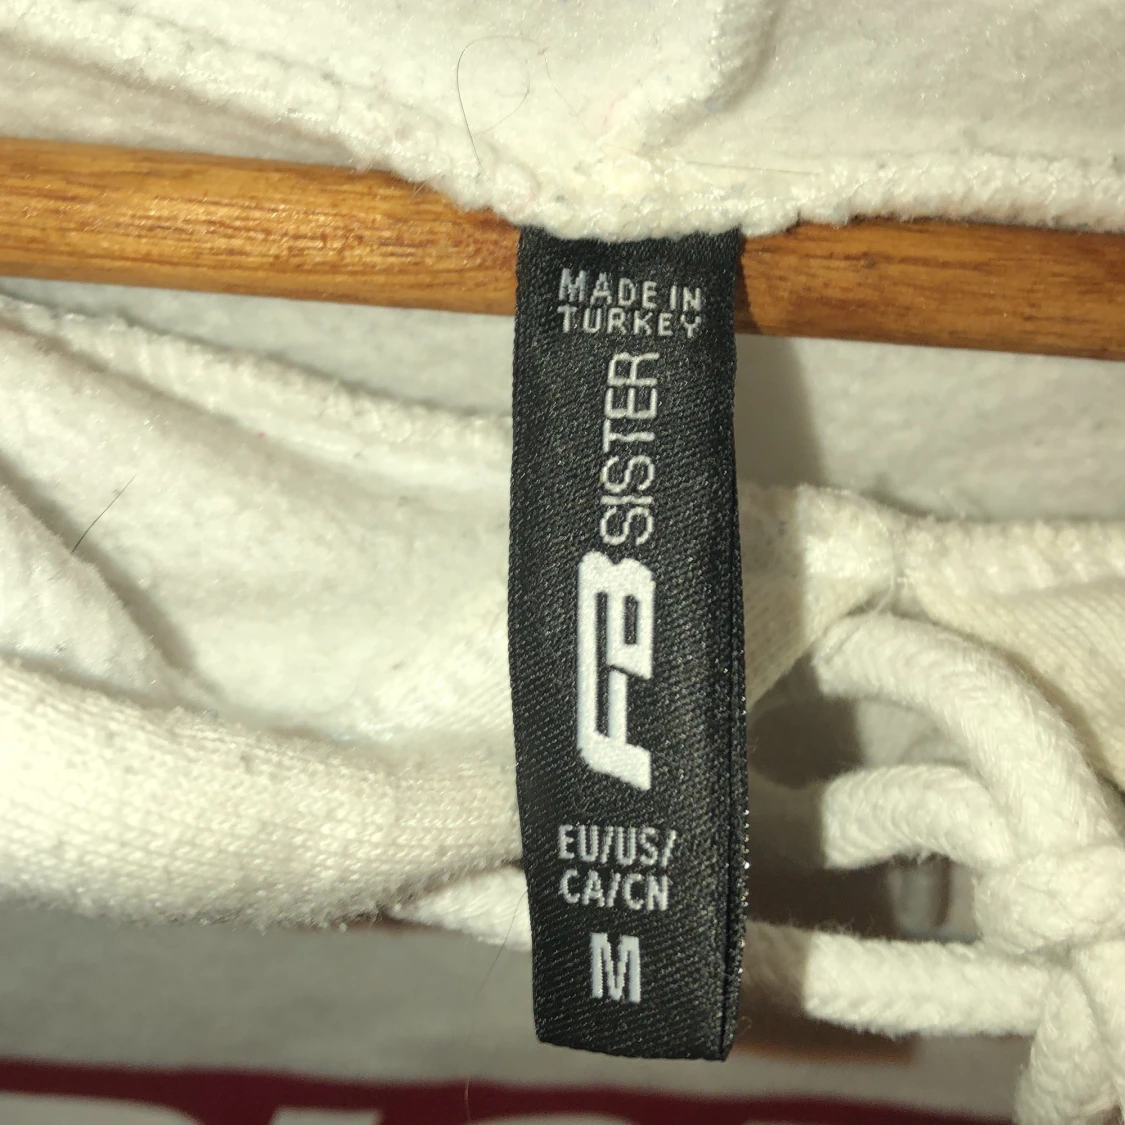 MADE IN
TURKEY
FB SISTER
EU/US/
CA/CN
M